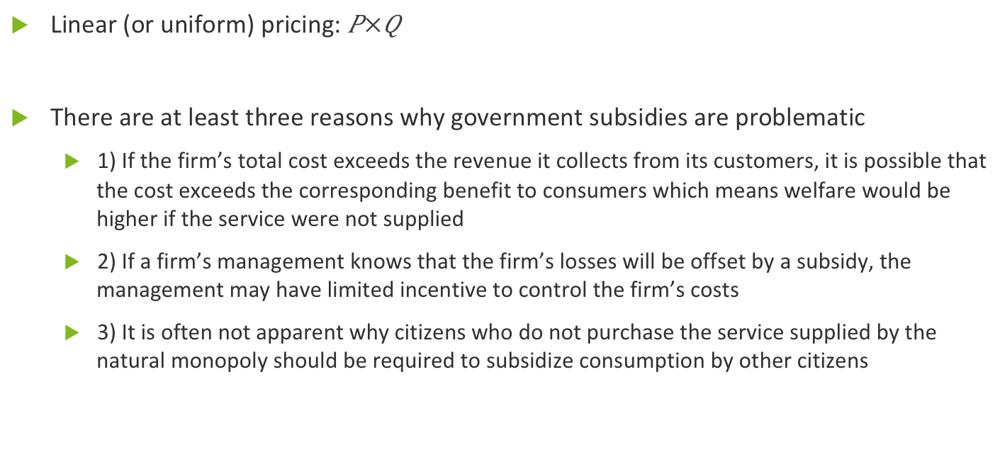 Linear (or uniform) pricing: P×Q
There are at least three reasons why government subsidies are problematic
1) If the firm’s total cost exceeds the revenue it collects from its customers, it is possible that
the cost exceeds the corresponding benefit to consumers which means welfare would be
higher if the service were not supplied
2) If a firm’s management knows that the firm’s losses will be offset by a subsidy, the
management may have limited incentive to control the firm’s costs
3) It is often not apparent why citizens who do not purchase the service supplied by the
natural monopoly should be required to subsidize consumption by other citizens